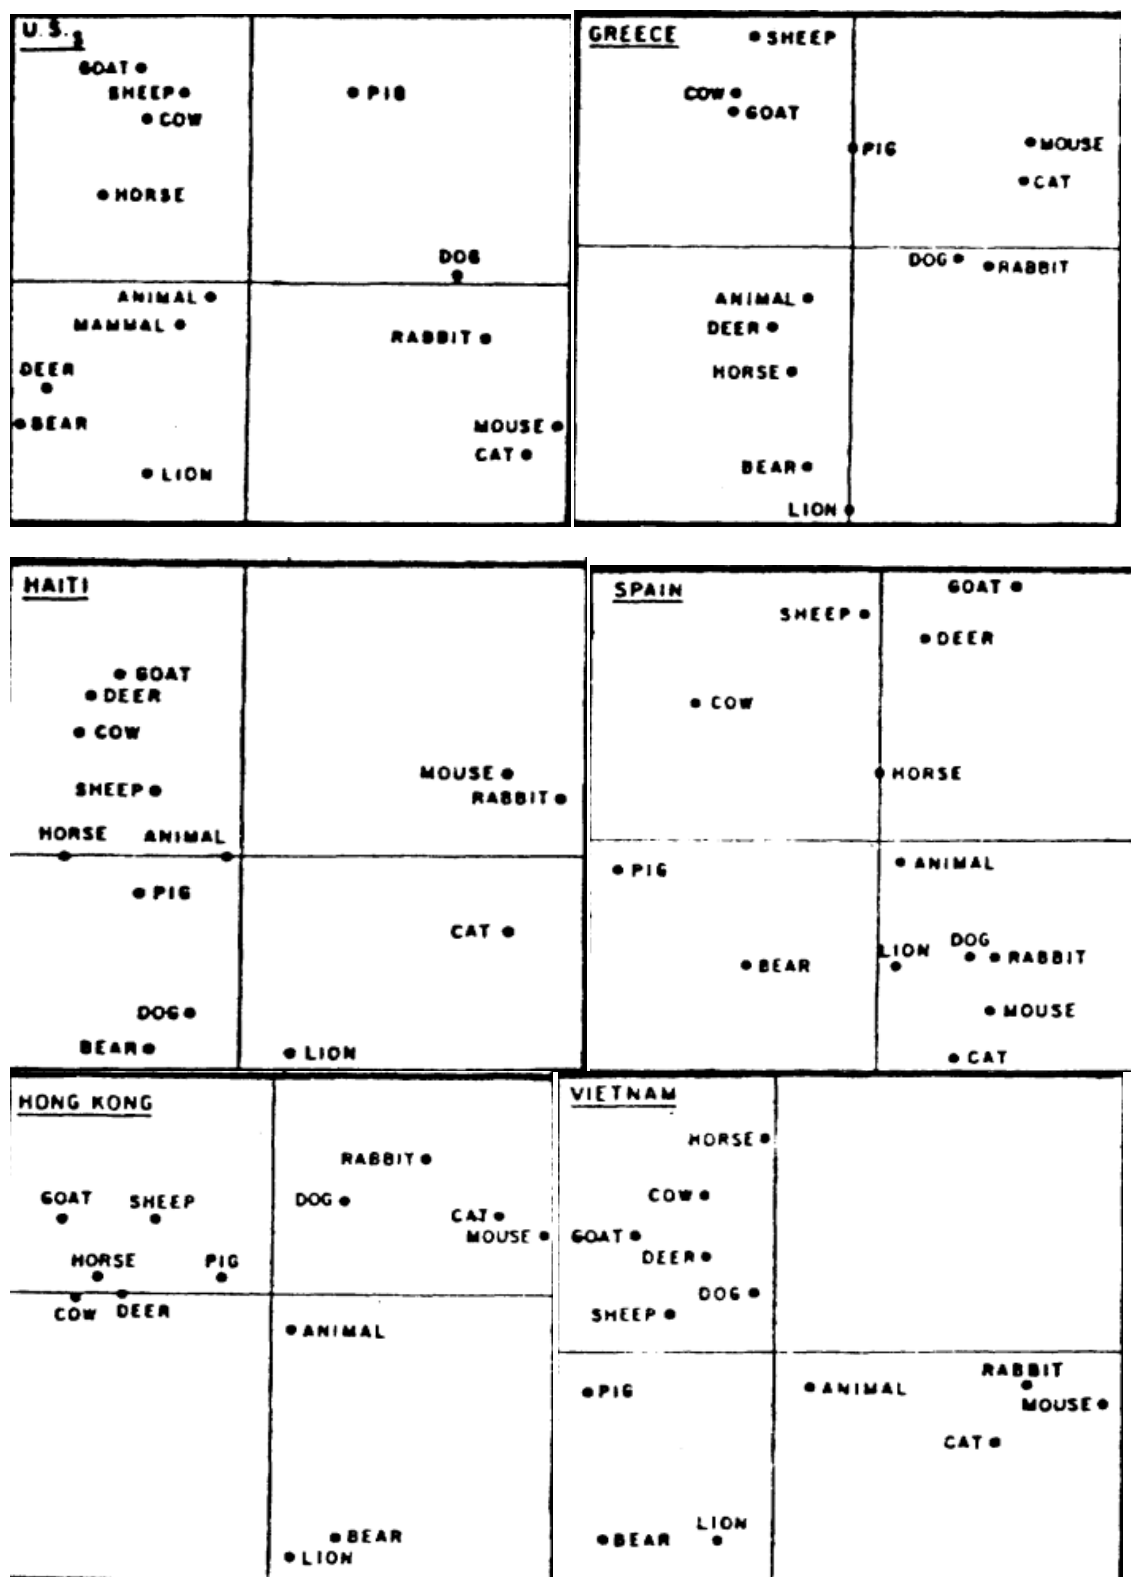 U.S.
GOAT
SHEEP
PIG
COW
HORSE
DOG
ANIMAL
MAMMAL
RABBIT
DEER
BEAR
MOUSE
CAT
LION
GREECE
SHEEP
COW
GOAT
PIG
MOUSE
CAT
DOG
RABBIT
ANIMAL
DEER
HORSE
BEAR
LION
HAITI
GOAT
DEER
COW
MOUSE
SHEEP
RABBIT
HORSE
ANIMAL
PIG
CAT
DOG
BEAR
LION
SPAIN
GOAT
SHEEP
DEER
COW
HORSE
ANIMAL
PIG
DOG
LION
RABBIT
BEAR
MOUSE
CAT
HONG KONG
RABBIT
GOAT
SHEEP
DOG
CAT
MOUSE
HORSE
PIG
COW
DEER
ANIMAL
BEAR
LION
VIETNAM
HORSE
COW
GOAT
DEER
DOG
SHEEP
RABBIT
PIG
ANIMAL
MOUSE
CAT
LION
BEAR